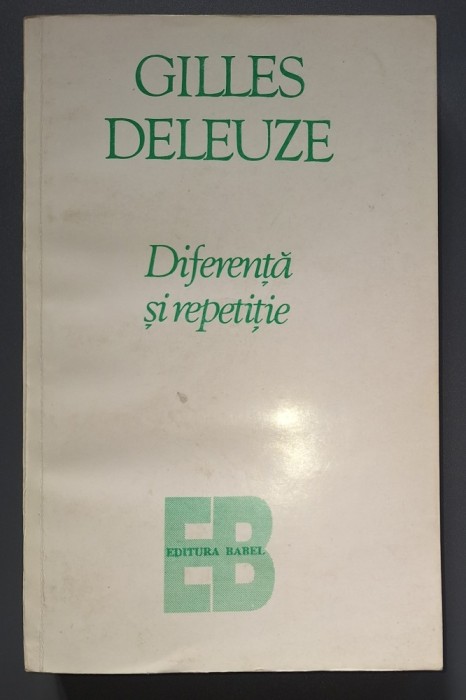 GILLES
DELEUZE
Diferență
și repetiție
EB
EDITURA BABEL